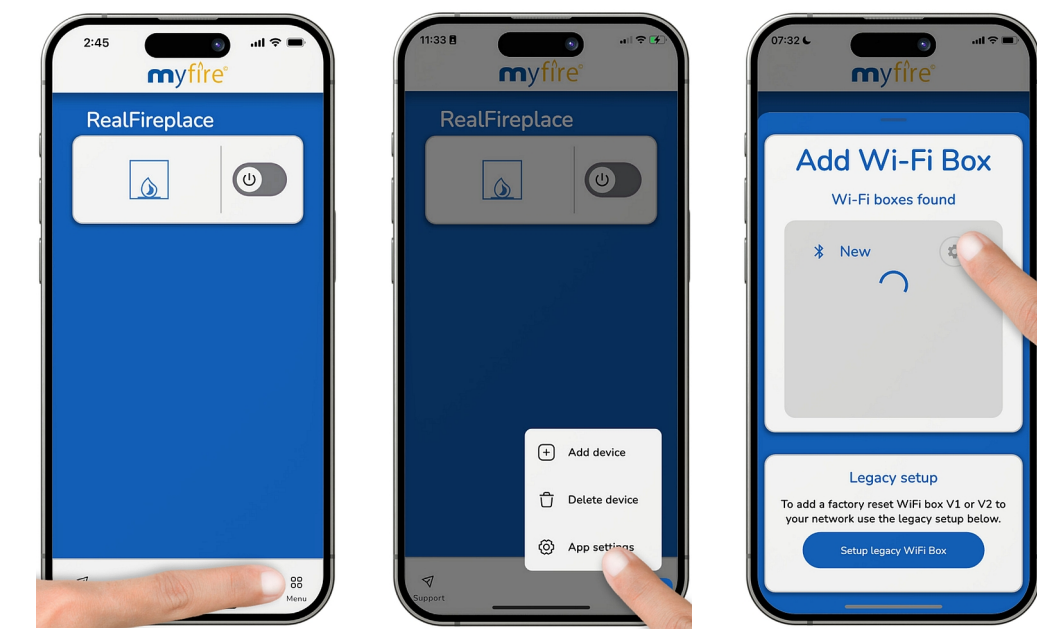 2:45
myfire®
RealFireplace
Menu
11:33
myfire®
RealFireplace
Add device
Delete device
App settings
Support
07:32
myfire®
Add Wi-Fi Box
Wi-Fi boxes found
New
Legacy setup
To add a factory reset WiFi box V1 or V2 to
your network use the legacy setup below.
Setup legacy WiFi Box